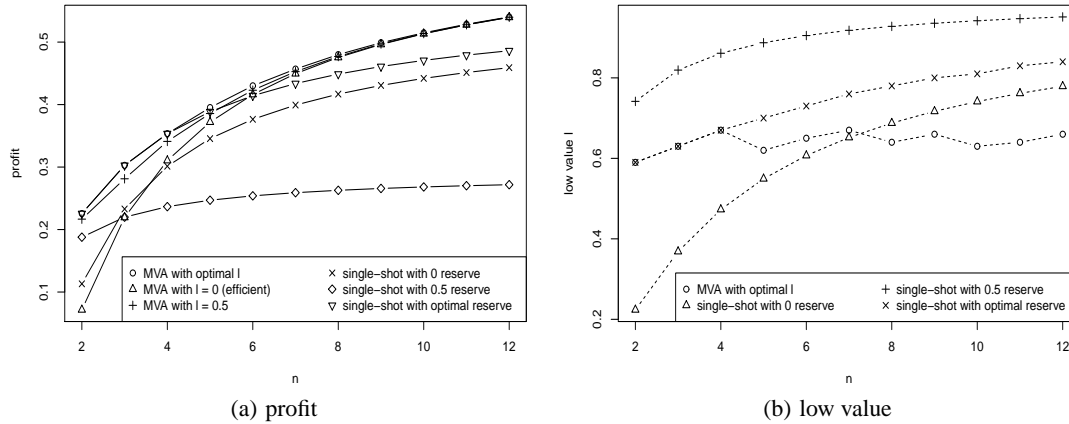 0.5
0.4
0.3
0.2
0.1
profit
MVA with optimal l
MVA with l = 0 (efficient)
MVA with l = 0.5
single−shot with 0 reserve
single−shot with 0.5 reserve
single−shot with optimal reserve
2 4 6 8 10 12
n
(a) profit
0.8
0.6
0.4
0.2
low value l
MVA with optimal l
single−shot with 0 reserve
single−shot with 0.5 reserve
single−shot with optimal reserve
2 4 6 8 10 12
n
(b) low value